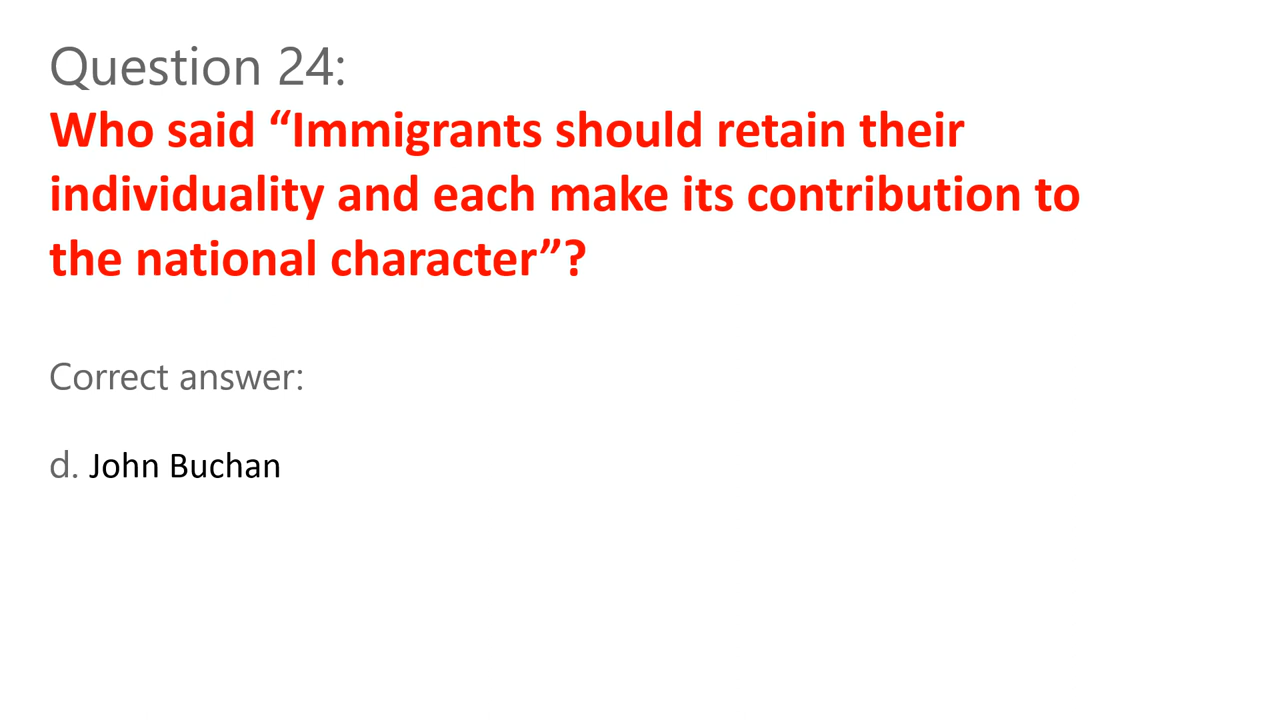 Question 24:
Who said “Immigrants should retain their
individuality and each make its contribution to
the national character”?
Correct answer:
d. John Buchan